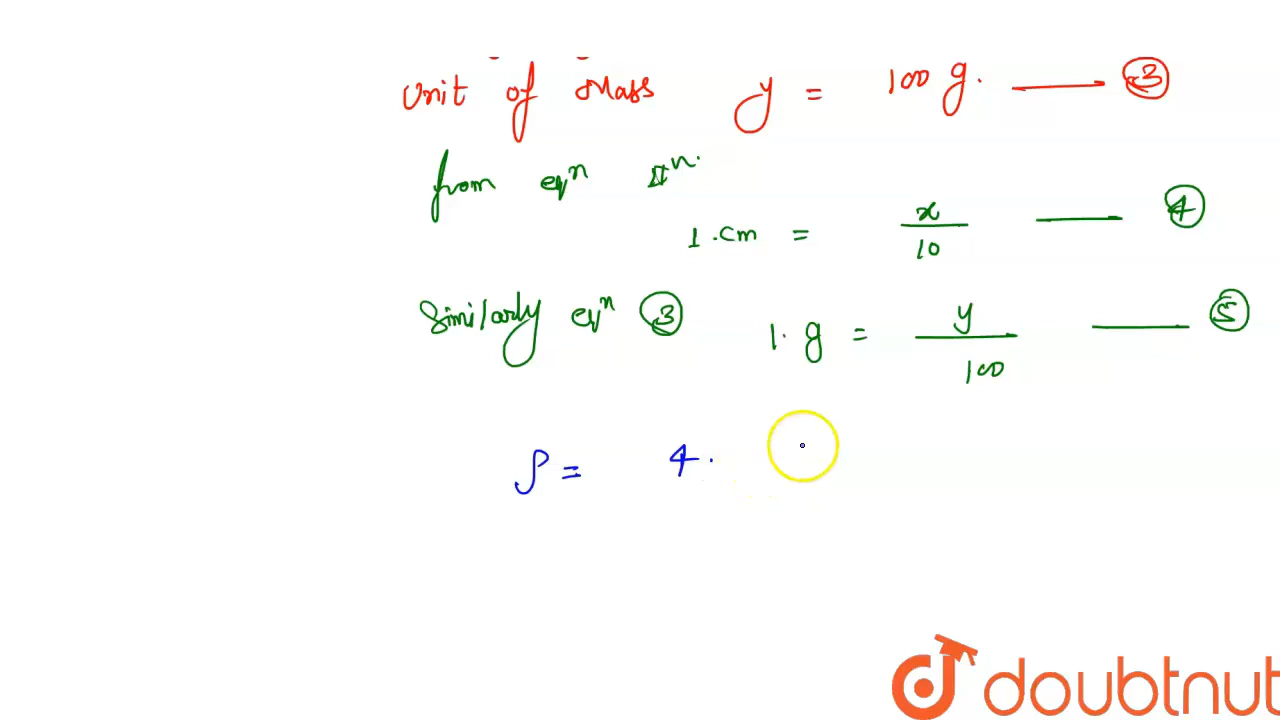 Unit of Mass y = 100 g. —— ③
from eqⁿ IIⁿ.
1 . cm = x/10 —— ④
Similarly eqⁿ ③ 1. g = y/100 —— ⑤
ρ = 4 .
doubtnut